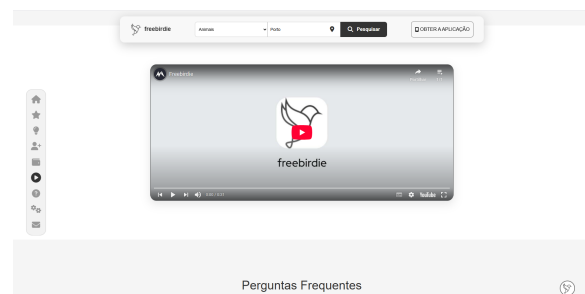 freebirdie
Animais
Porto
Pesquisar
OBTER A APLICAÇÃO
Freebirdie
freebirdie
YouTube
Perguntas Frequentes